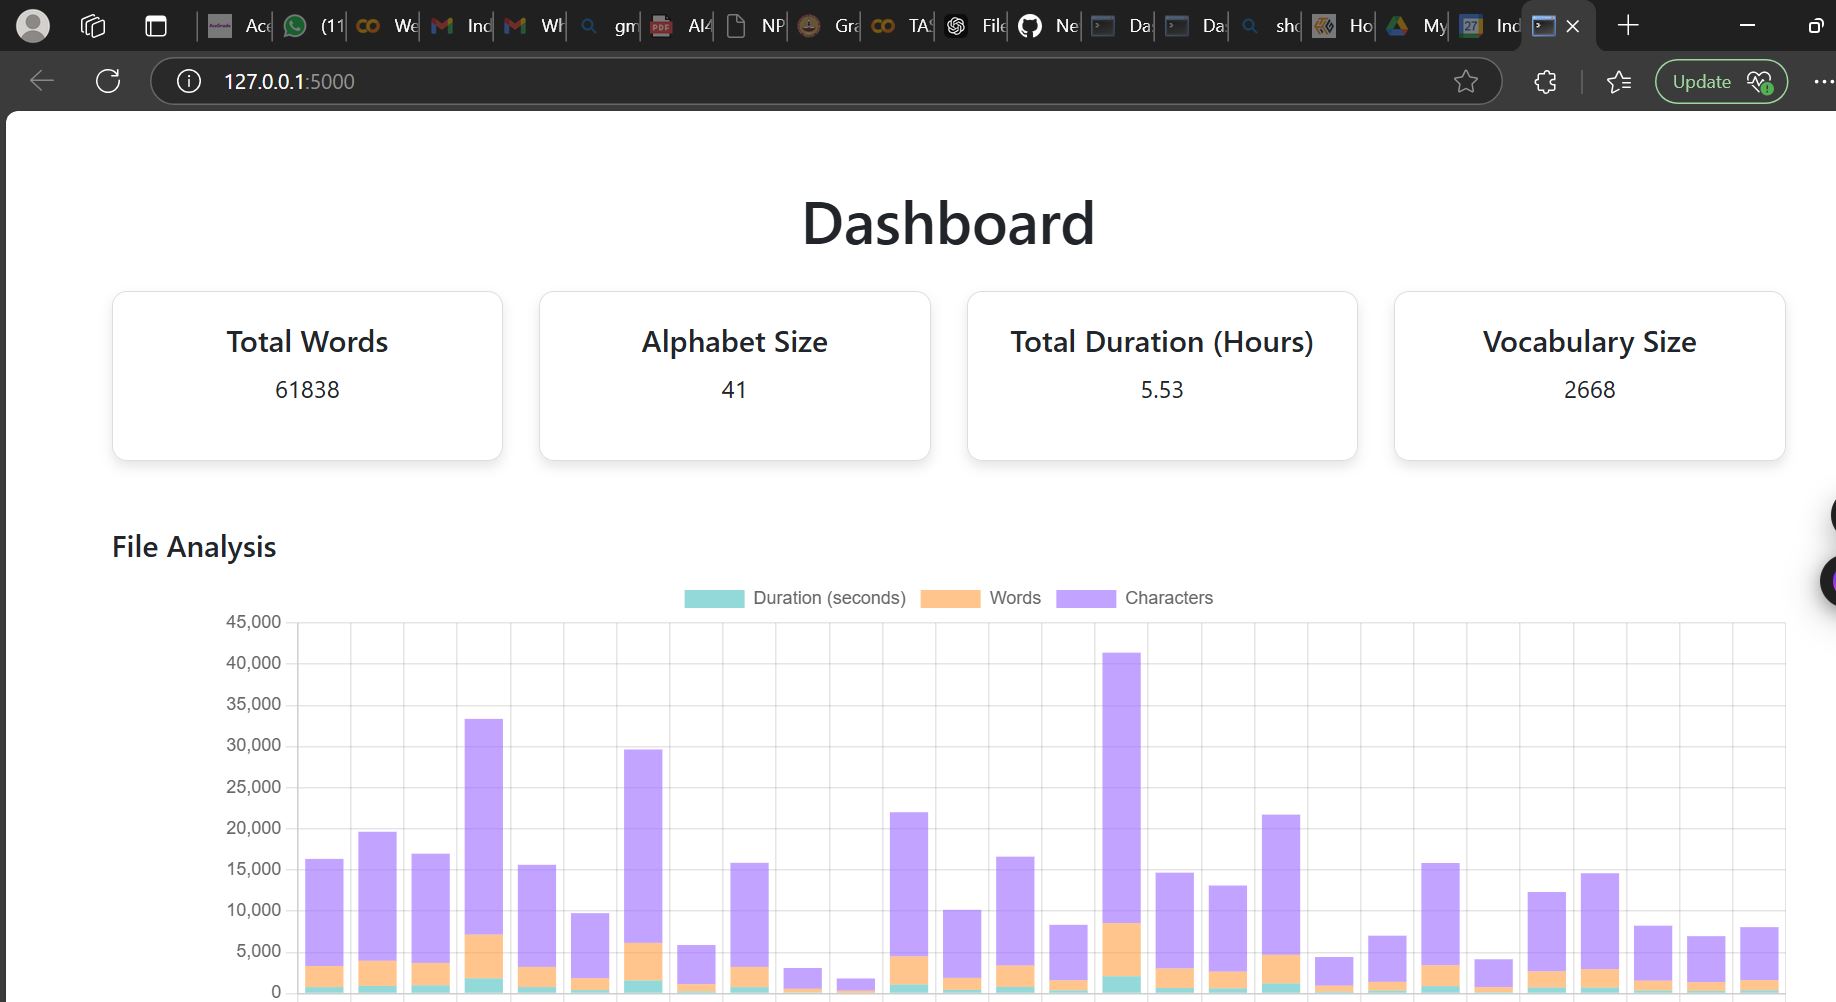 Ace
(11
We
Ind
Wh
gm
AI4
NP
Gra
TAS
File
Ne
Da
Da
sho
Ho
My
27
Ind
127.0.0.1:5000
Update
Dashboard
Total Words
61838
Alphabet Size
41
Total Duration (Hours)
5.53
Vocabulary Size
2668
File Analysis
Duration (seconds) Words Characters
45,000
40,000
35,000
30,000
25,000
20,000
15,000
10,000
5,000
0